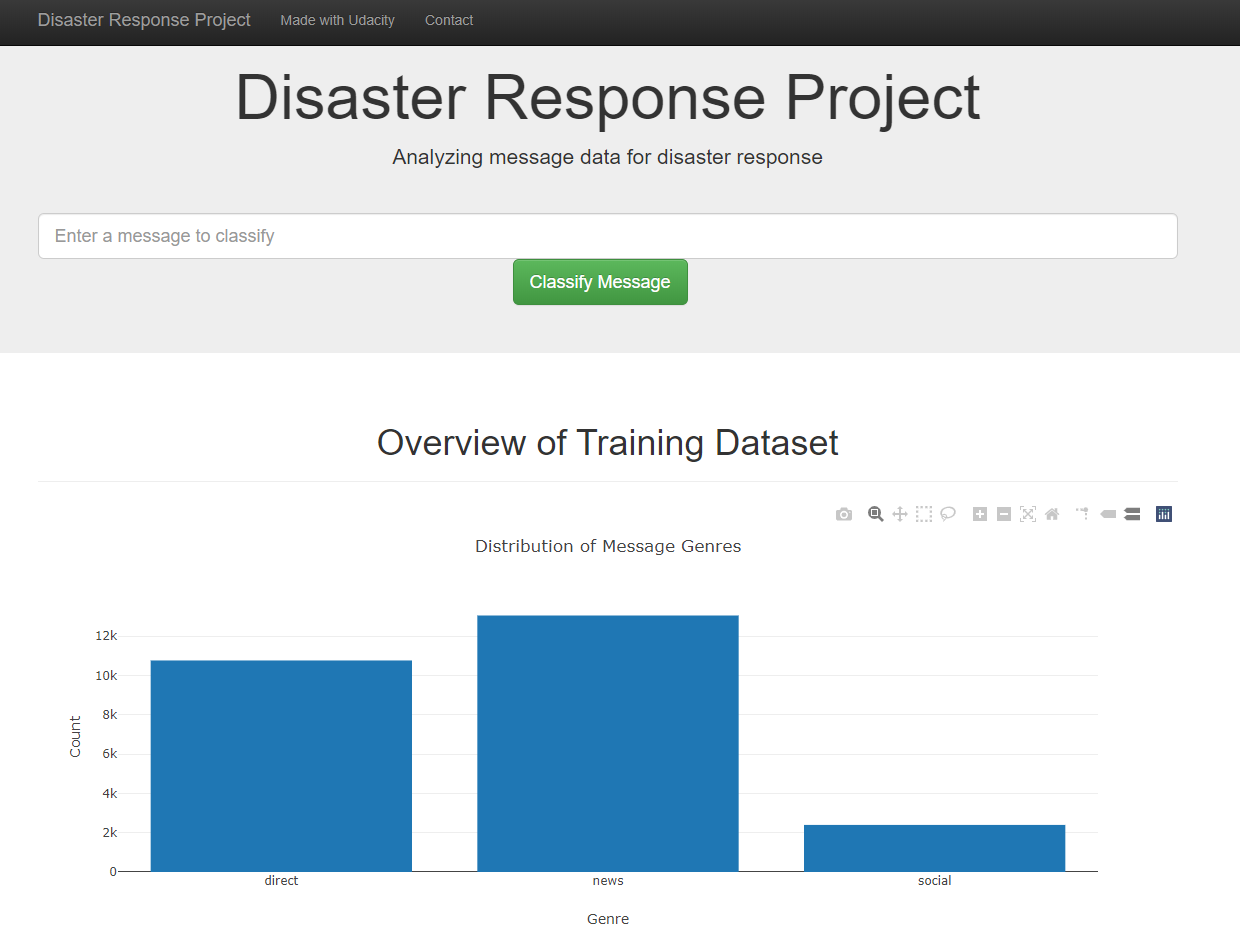 Disaster Response Project Made with Udacity Contact
Disaster Response Project
Analyzing message data for disaster response
Enter a message to classify
Classify Message
Overview of Training Dataset
Distribution of Message Genres
12k
10k
8k
6k
4k
2k
0
Count
direct news social
Genre